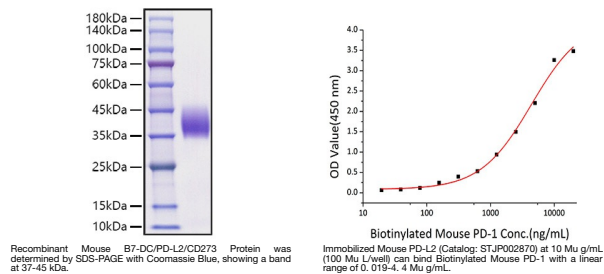 180kDa
140kDa
100kDa
75kDa
60kDa
45kDa
35kDa
25kDa
15kDa
10kDa
Recombinant Mouse B7-DC/PD-L2/CD273 Protein was
determined by SDS-PAGE with Coomassie Blue, showing a band
at 37-45 kDa.
OD Value(450 nm)
4.0
3.5
3.0
2.5
2.0
1.5
1.0
0.5
0.0
10 100 1000 10000
Biotinylated Mouse PD-1 Conc.(ng/mL)
Immobilized Mouse PD-L2 (Catalog: STJP002870) at 10 Mu g/mL
(100 Mu L/well) can bind Biotinylated Mouse PD-1 with a linear
range of 0. 019-4. 4 Mu g/mL.